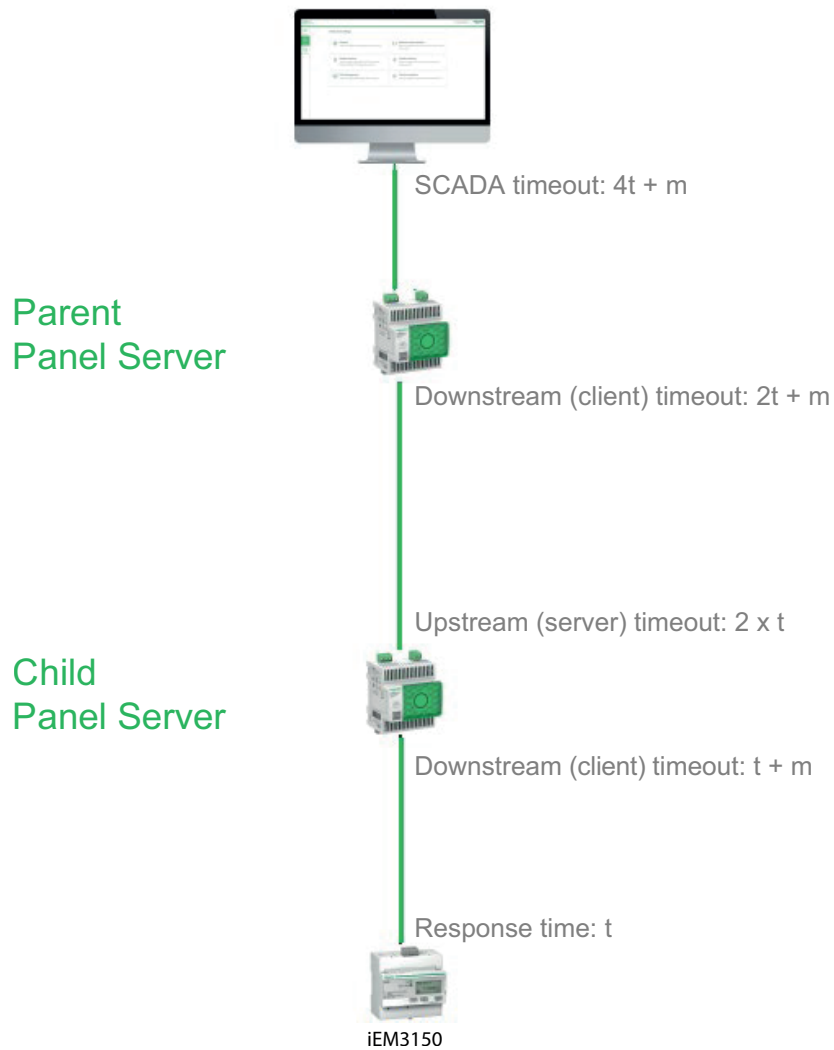 SCADA timeout: 4t + m
Parent
Panel Server
Downstream (client) timeout: 2t + m
Upstream (server) timeout: 2 x t
Child
Panel Server
Downstream (client) timeout: t + m
Response time: t
iEM3150